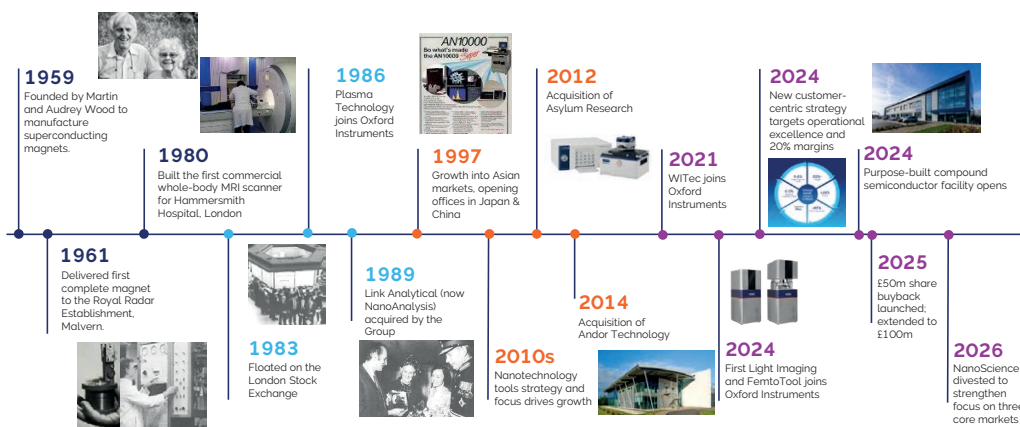 1959
Founded by Martin
and Audrey Wood to
manufacture
superconducting
magnets.
1980
Built the first commercial
whole-body MRI scanner
for Hammersmith
Hospital, London
1986
Plasma
Technology
joins Oxford
Instruments
AN10000
So what's made
the AN10000 Super
1997
Growth into Asian
markets, opening
offices in Japan &
China
2012
Acquisition of
Asylum Research
2021
WITec joins
Oxford
Instruments
2024
New customer-
centric strategy
targets operational
excellence and
20% margins
2024
Purpose-built compound
semiconductor facility opens
1961
Delivered first
complete magnet
to the Royal Radar
Establishment,
Malvern.
1983
Floated on the
London Stock
Exchange
1989
Link Analytical (now
NanoAnalysis)
acquired by the
Group
2010s
Nanotechnology
tools strategy and
focus drives growth
2014
Acquisition of
Andor Technology
2024
First Light Imaging
and FemtoTool joins
Oxford Instruments
2025
£50m share
buyback
launched;
extended to
£100m
2026
NanoScience
divested to
strengthen
focus on three
core markets